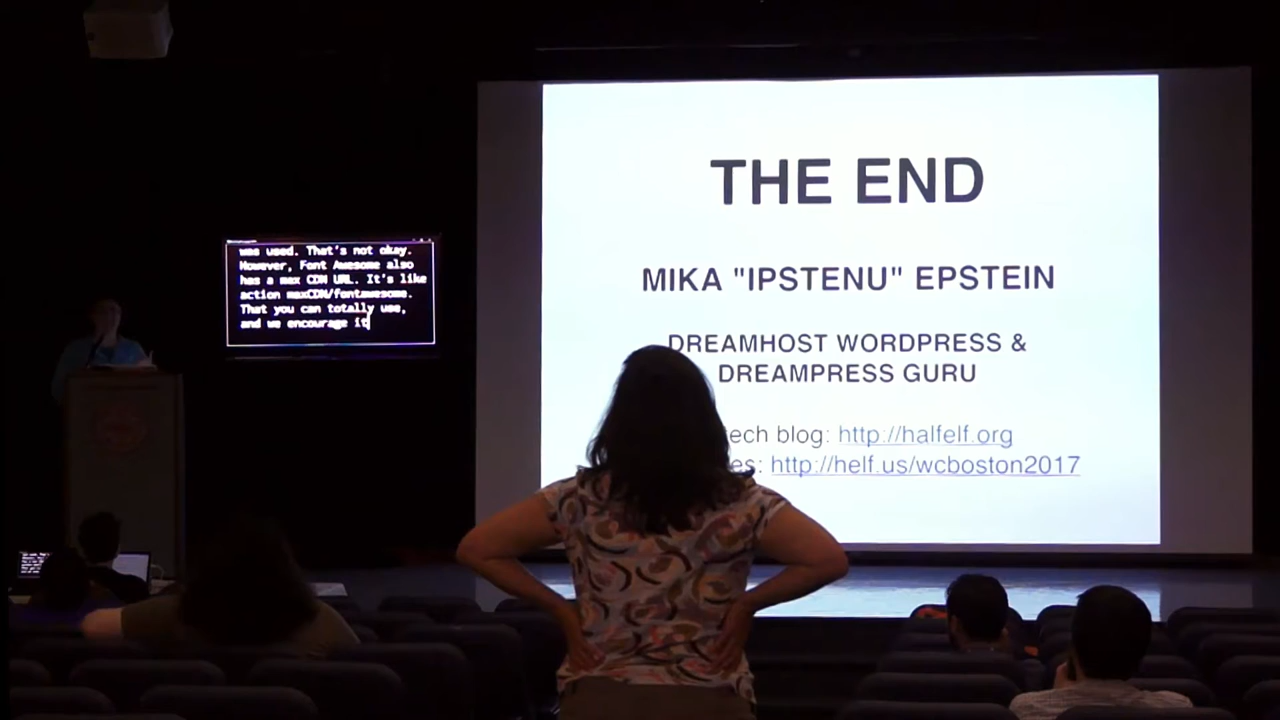 was used. That's not okay.
However, Font Awesome also
has a max CDN URL. It's like
action maxCDN/fontawesome.
That you can totally use,
and we encourage it
THE END
MIKA "IPSTENU" EPSTEIN
DREAMHOST WORDPRESS &
DREAMPRESS GURU
ech blog: http://halfelf.org
es: http://helf.us/wcboston2017